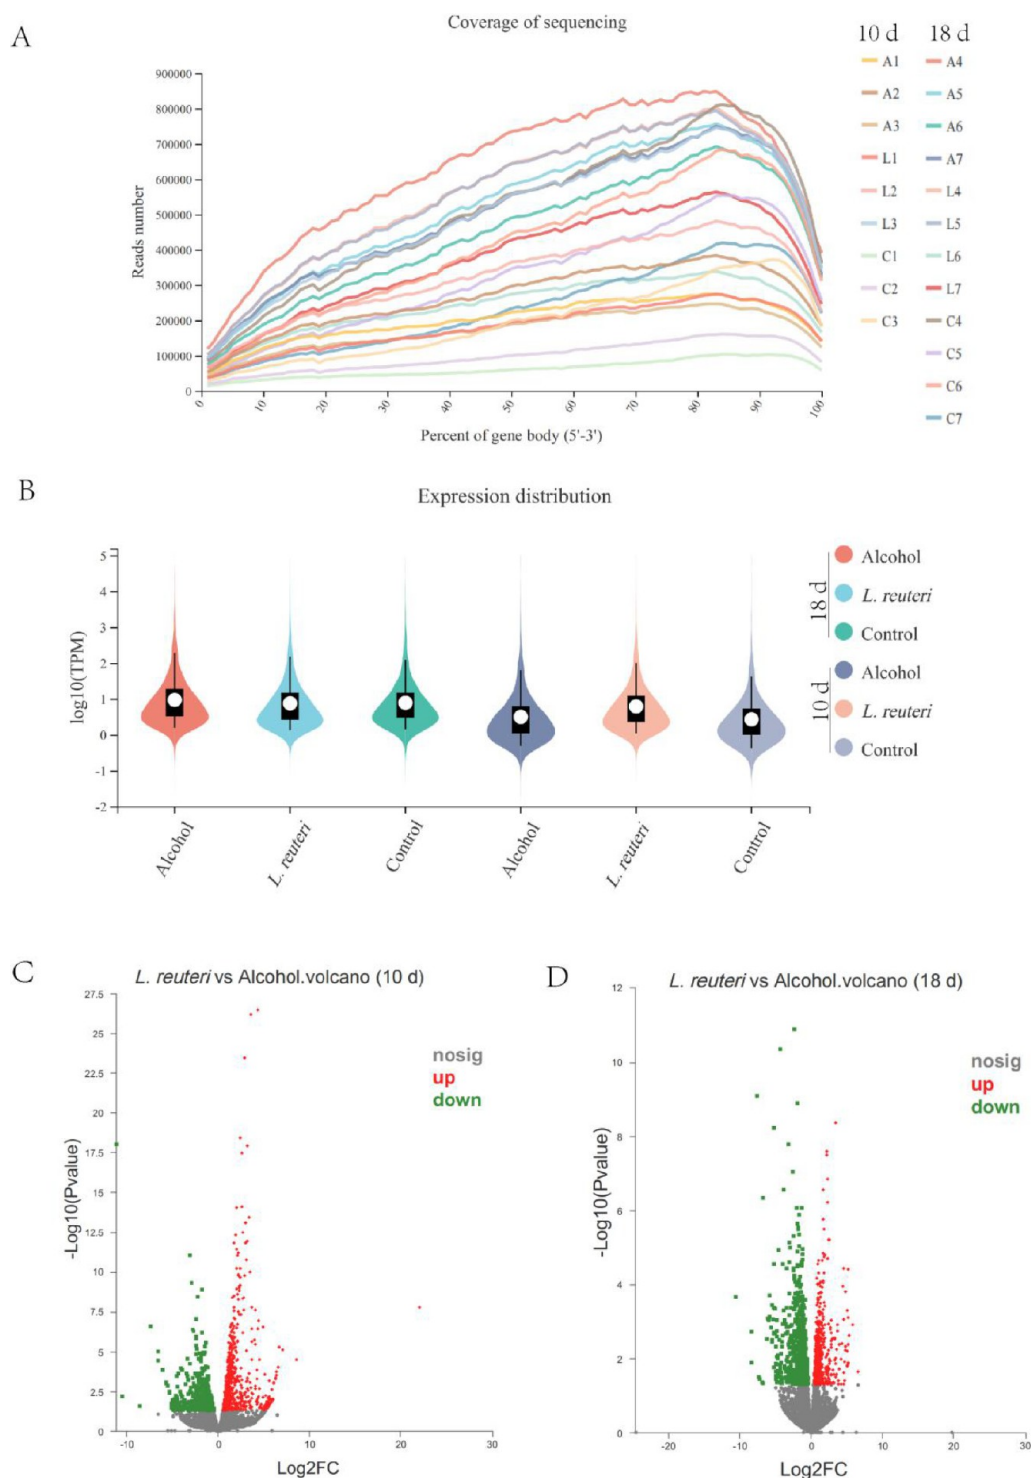 A
Coverage of sequencing
10 d
18 d
A1
A4
A2
A5
A3
A6
L1
A7
L2
L4
L3
L5
C1
L6
C2
L7
C3
C4
C5
C6
C7
Reads number
900000
800000
700000
600000
500000
400000
300000
200000
100000
0
0
10
20
30
40
50
60
70
80
90
100
Percent of gene body (5'-3')
B
Expression distribution
log10(TPM)
5
4
3
2
1
0
-1
-2
Alcohol
L. reuteri
Control
Alcohol
L. reuteri
Control
18 d
Alcohol
L. reuteri
Control
10 d
Alcohol
L. reuteri
Control
C
L. reuteri vs Alcohol.volcano (10 d)
nosig
up
down
-Log10(Pvalue)
27.5
25
22.5
20
17.5
15
12.5
10
7.5
5
2.5
0
-10
0
10
20
30
Log2FC
D
L. reuteri vs Alcohol.volcano (18 d)
nosig
up
down
-Log10(Pvalue)
12
10
8
6
4
2
0
-20
-10
0
10
20
30
Log2FC